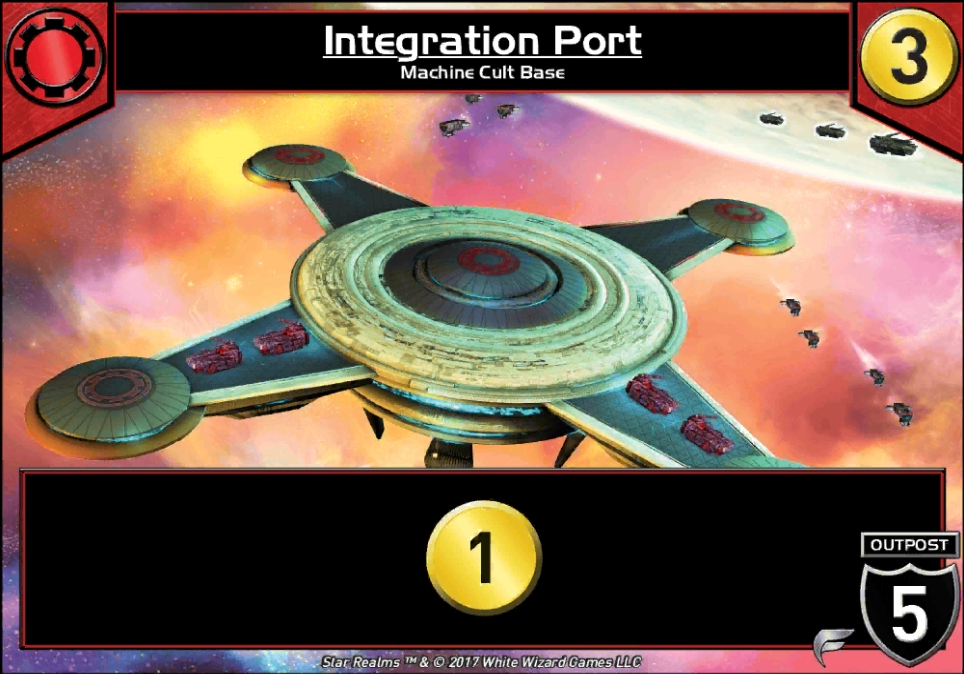 Integration Port
3
Machine Cult Base
1
OUTPOST
5
Star Realms ™ & © 2017 White Wizard Games LLC